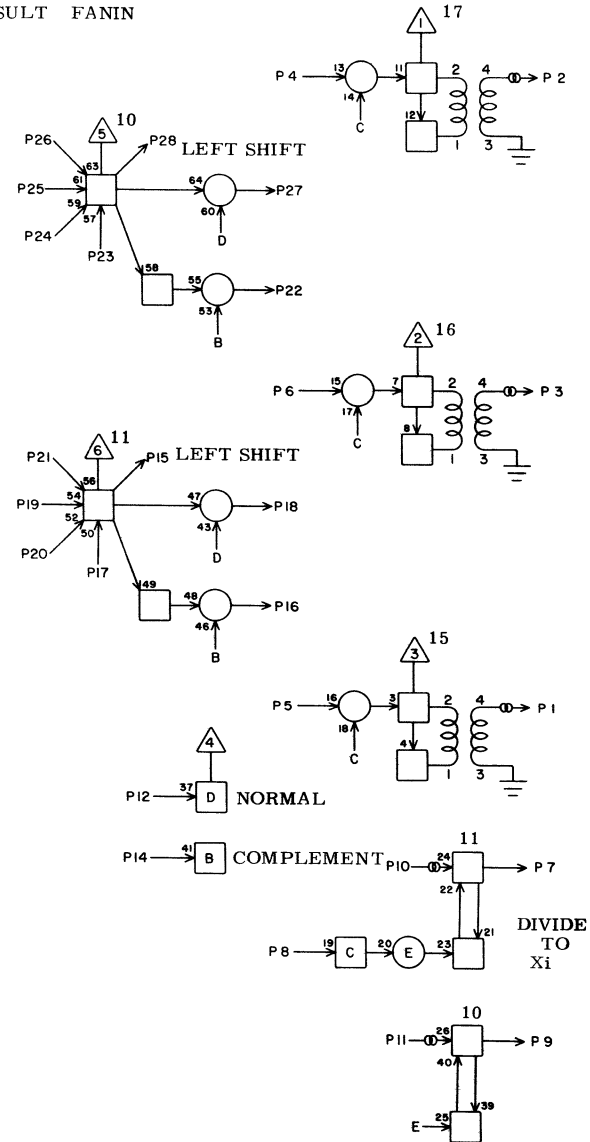 SULT FANIN
17
1
P4 13 11 2 4 P2
14 12
C 1 3
10
5
P26 63 P28 LEFT SHIFT
P25 61 64 P27
59 57 60
P24 D
P23
58 55 P22
53
B
16
2
P6 15 7 2 4 P3
17 8
C 1 3
11
6
P21 56 P15 LEFT SHIFT
P19 54 47 P18
52 50 43
P20 D
P17
49 48 P16
46
B
15
3
P5 16 3 2 4 P1
18 4
C 1 3
4
P12 37 D NORMAL
P14 41 B COMPLEMENT
11
P10 24 P7
22 21
P8 19 C 20 E 23
DIVIDE
TO
Xi
10
P11 26 P9
40 39
E 25